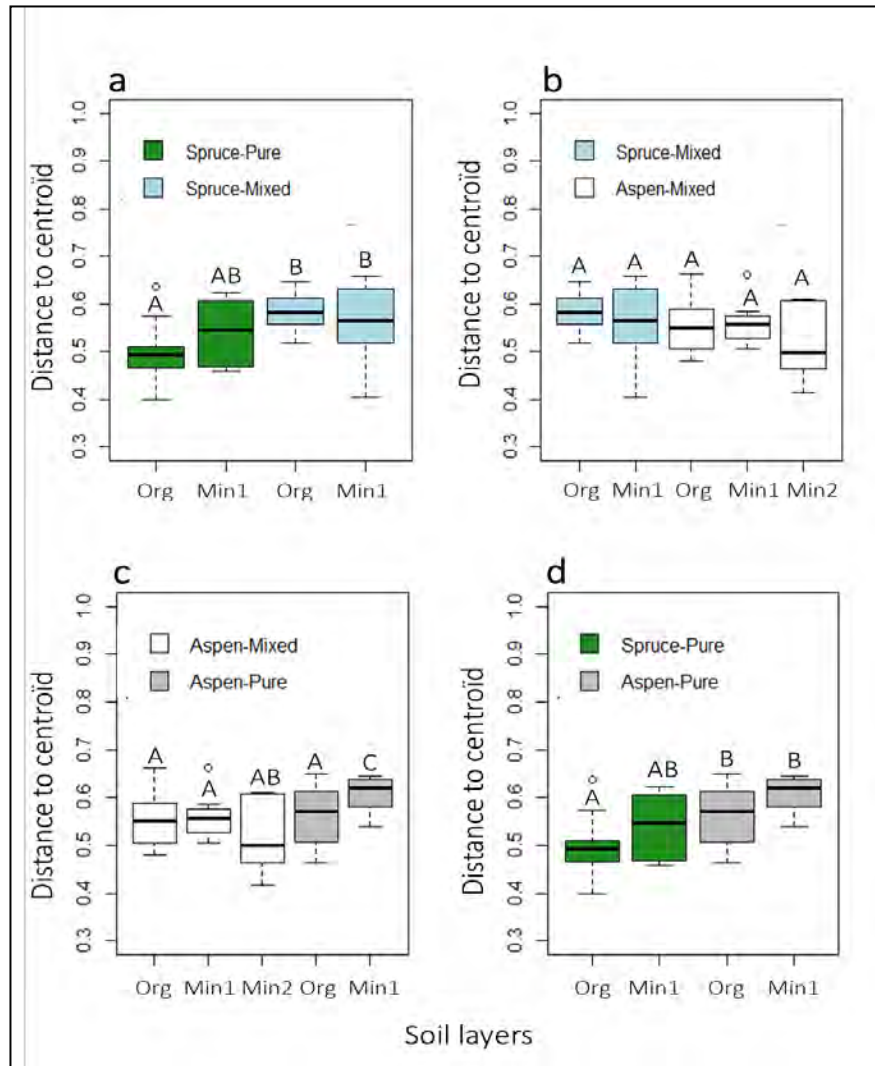 a
Distance to centroïd
1.0
0.9
0.8
0.7
0.6
0.5
0.4
0.3
Spruce-Pure
Spruce-Mixed
A
AB
B
B
Org Min1 Org Min1
b
Distance to centroïd
1.0
0.9
0.8
0.7
0.6
0.5
0.4
0.3
Spruce-Mixed
Aspen-Mixed
A
A
A
A
A
Org Min1 Org Min1 Min2
c
Distance to centroïd
1.0
0.9
0.8
0.7
0.6
0.5
0.4
0.3
Aspen-Mixed
Aspen-Pure
A
A
AB
A
C
Org Min1 Min2 Org Min1
d
Distance to centroïd
1.0
0.9
0.8
0.7
0.6
0.5
0.4
0.3
Spruce-Pure
Aspen-Pure
A
AB
B
B
Org Min1 Org Min1
Soil layers